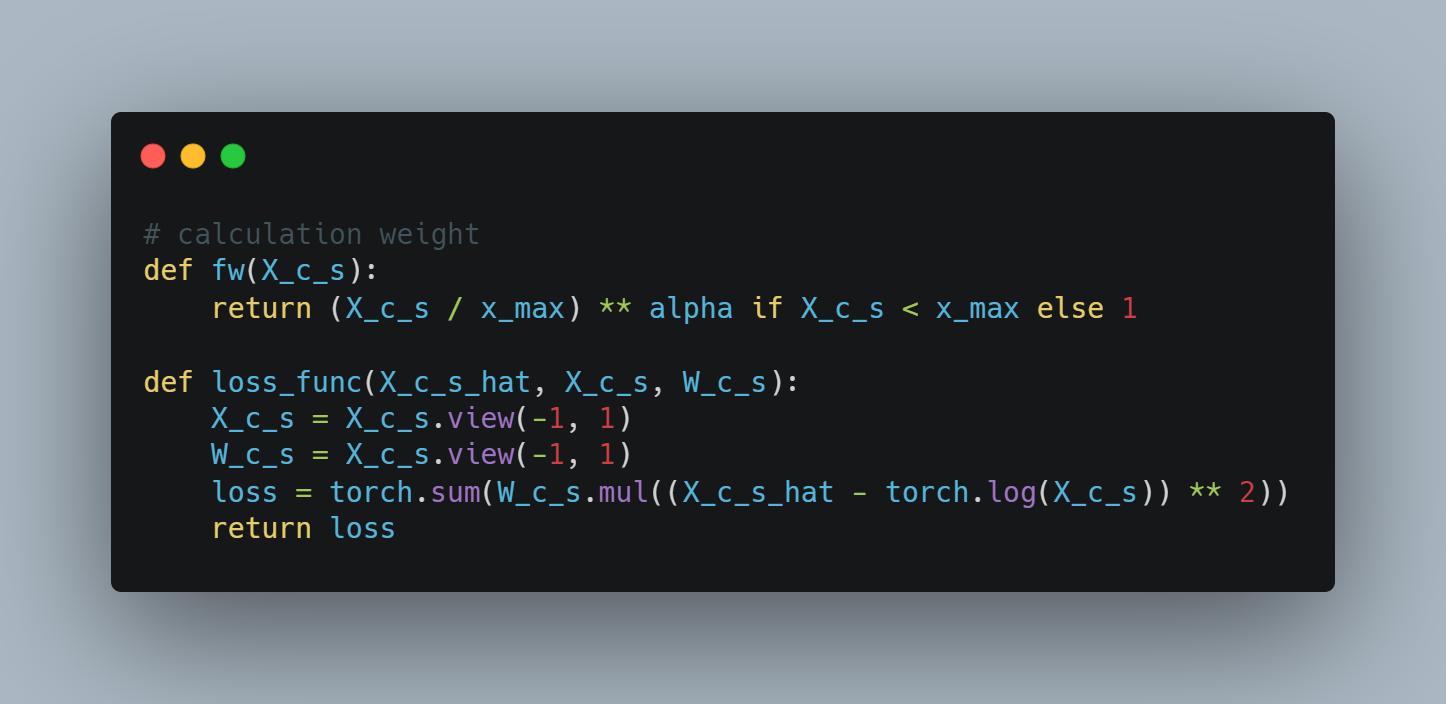 # calculation weight
def fw(X_c_s):
    return (X_c_s / x_max) ** alpha if X_c_s < x_max else 1

def loss_func(X_c_s_hat, X_c_s, W_c_s):
    X_c_s = X_c_s.view(-1, 1)
    W_c_s = X_c_s.view(-1, 1)
    loss = torch.sum(W_c_s.mul((X_c_s_hat - torch.log(X_c_s)) ** 2))
    return loss